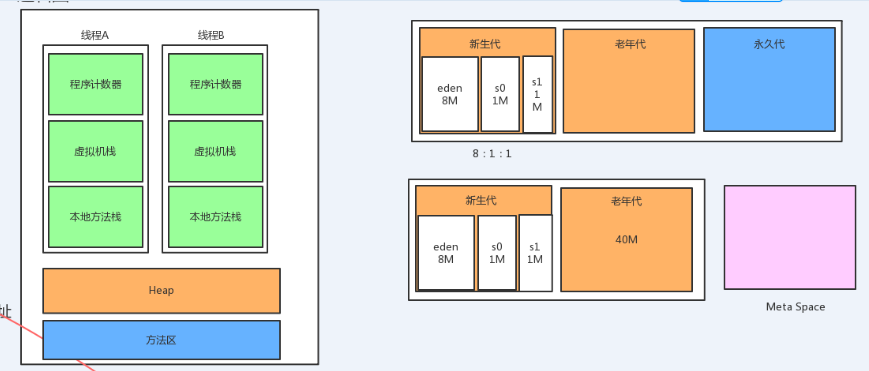 线程A
线程B
程序计数器
程序计数器
虚拟机栈
虚拟机栈
本地方法栈
本地方法栈
Heap
方法区
址
新生代
老年代
永久代
eden
8M
s0
1M
s1
1
M
8 : 1 : 1
新生代
老年代
eden
8M
s0
1M
s1
1M
40M
Meta Space